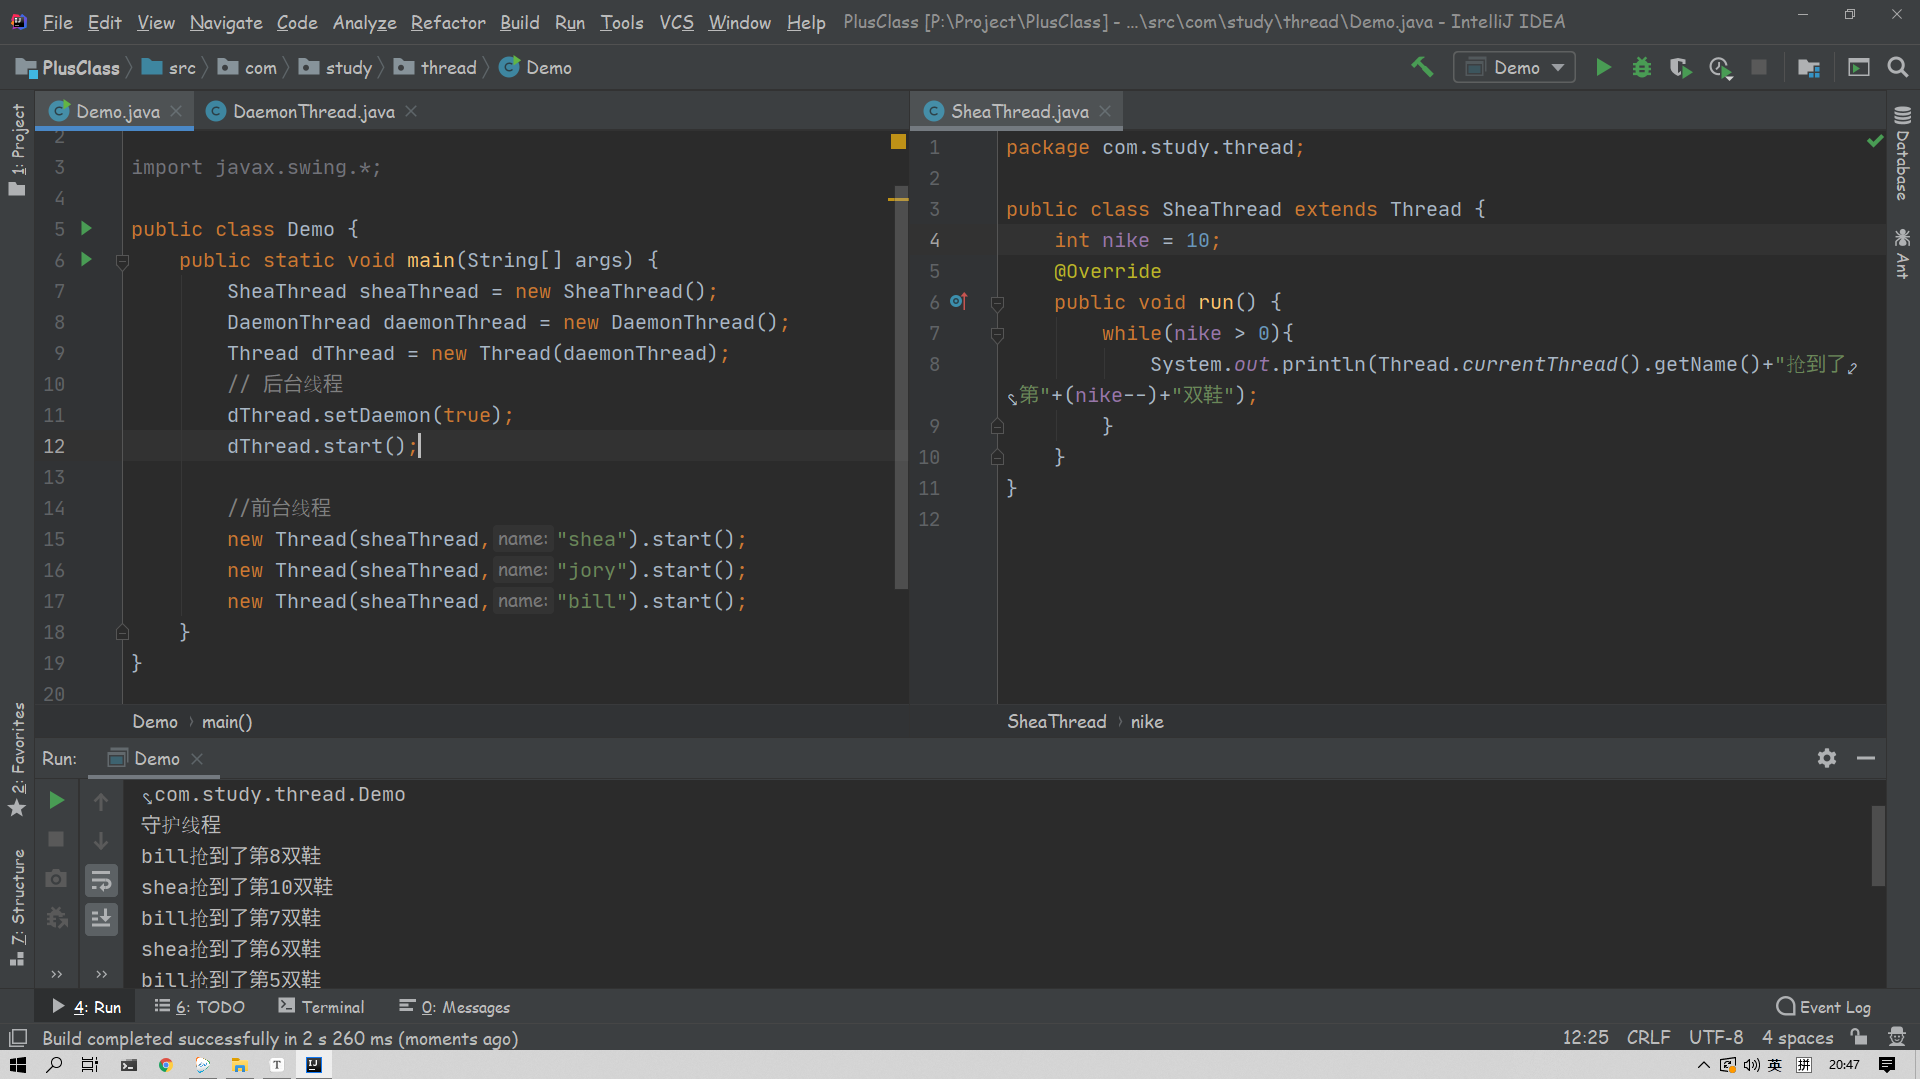 File Edit View Navigate Code Analyze Refactor Build Run Tools VCS Window Help PlusClass [P:\Project\PlusClass] - ...\src\com\study\thread\Demo.java - IntelliJ IDEA
PlusClass src com study thread Demo
Demo
1: Project
Demo.java
DaemonThread.java
2
3 import javax.swing.*;
4
5 public class Demo {
6 public static void main(String[] args) {
7 SheaThread sheaThread = new SheaThread();
8 DaemonThread daemonThread = new DaemonThread();
9 Thread dThread = new Thread(daemonThread);
10 // 后台线程
11 dThread.setDaemon(true);
12 dThread.start();
13
14 //前台线程
15 new Thread(sheaThread, name: "shea").start();
16 new Thread(sheaThread, name: "jory").start();
17 new Thread(sheaThread, name: "bill").start();
18 }
19 }
20
Demo › main()
SheaThread.java
1 package com.study.thread;
2
3 public class SheaThread extends Thread {
4 int nike = 10;
5 @Override
6 public void run() {
7 while(nike > 0){
8 System.out.println(Thread.currentThread().getName()+"抢到了
第"+(nike--)+"双鞋");
9 }
10 }
11 }
12
SheaThread › nike
Database
Ant
2: Favorites
7: Structure
Run: Demo
com.study.thread.Demo
守护线程
bill抢到了第8双鞋
shea抢到了第10双鞋
bill抢到了第7双鞋
shea抢到了第6双鞋
bill抢到了第5双鞋
4: Run 6: TODO Terminal 0: Messages Event Log
Build completed successfully in 2 s 260 ms (moments ago) 12:25 CRLF UTF-8 4 spaces
英 拼 20:47